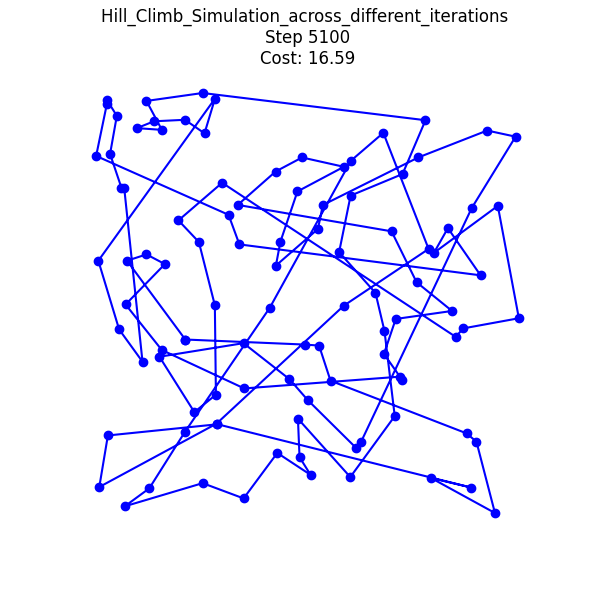 Hill_Climb_Simulation_across_different_iterations
Step 5100
Cost: 16.59